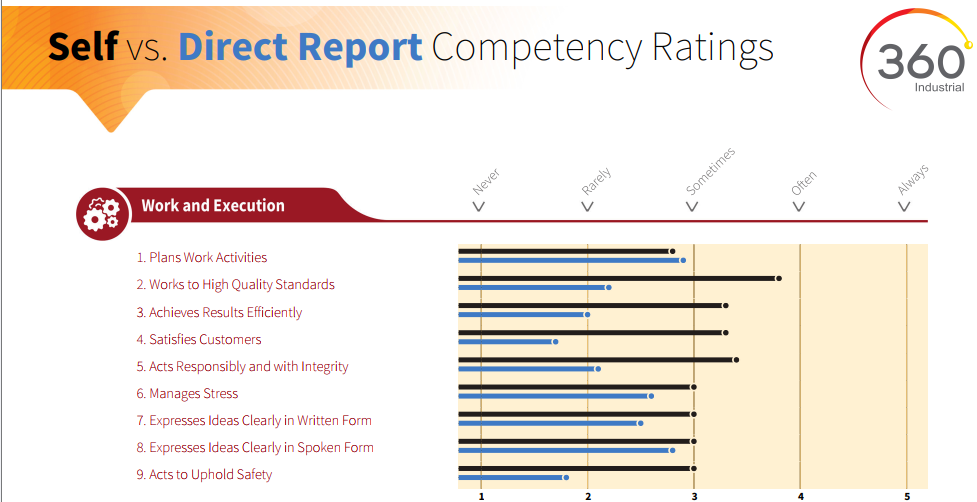 Self vs. Direct Report Competency Ratings
360
Industrial
Never Rarely Sometimes Often Always
Work and Execution
1. Plans Work Activities
2. Works to High Quality Standards
3. Achieves Results Efficiently
4. Satisfies Customers
5. Acts Responsibly and with Integrity
6. Manages Stress
7. Expresses Ideas Clearly in Written Form
8. Expresses Ideas Clearly in Spoken Form
9. Acts to Uphold Safety
1 2 3 4 5